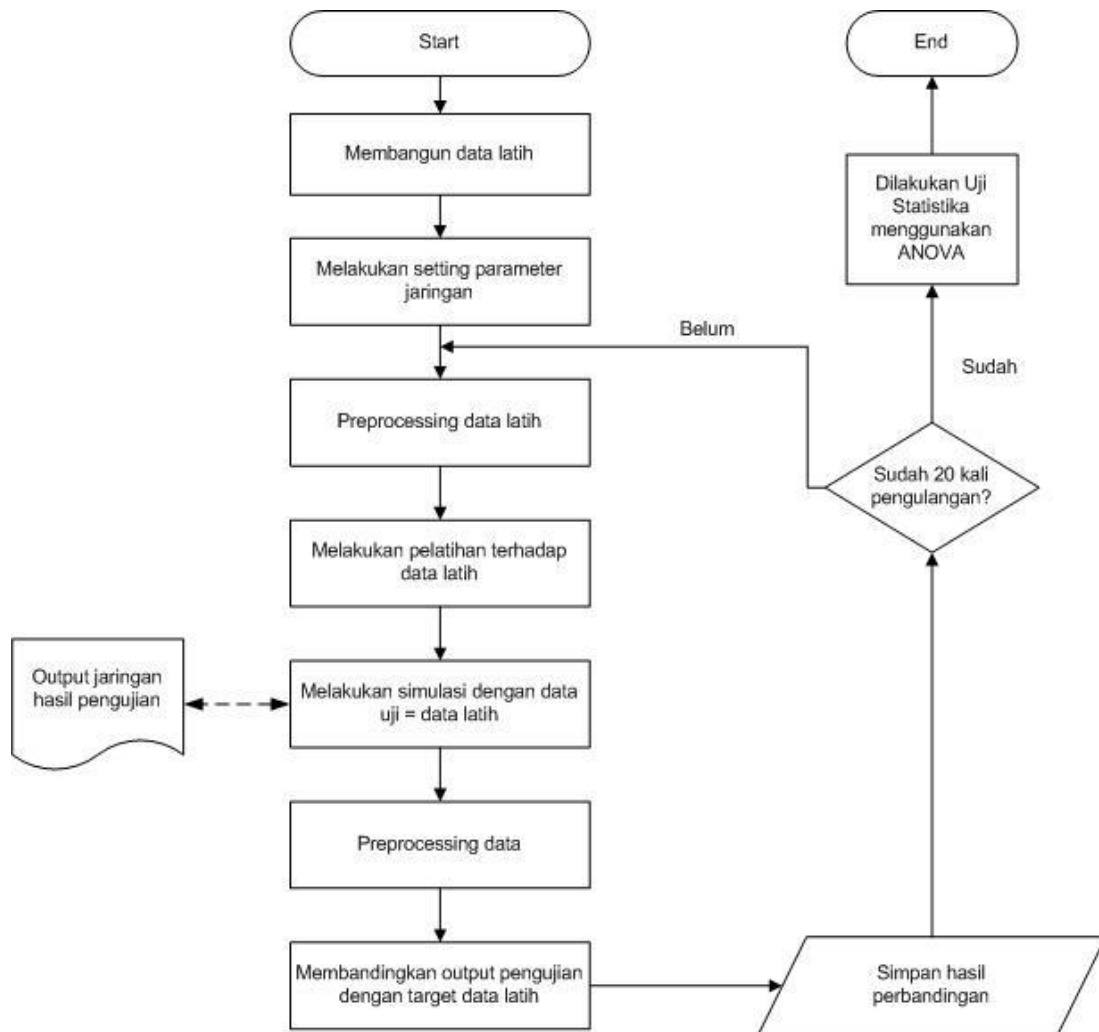 Start
Membangun data latih
Melakukan setting parameter
jaringan
Preprocessing data latih
Melakukan pelatihan terhadap
data latih
Output jaringan
hasil pengujian
Melakukan simulasi dengan data
uji = data latih
Preprocessing data
Membandingkan output pengujian
dengan target data latih
Simpan hasil
perbandingan
Sudah 20 kali
pengulangan?
Belum
Sudah
Dilakukan Uji
Statistika
menggunakan
ANOVA
End